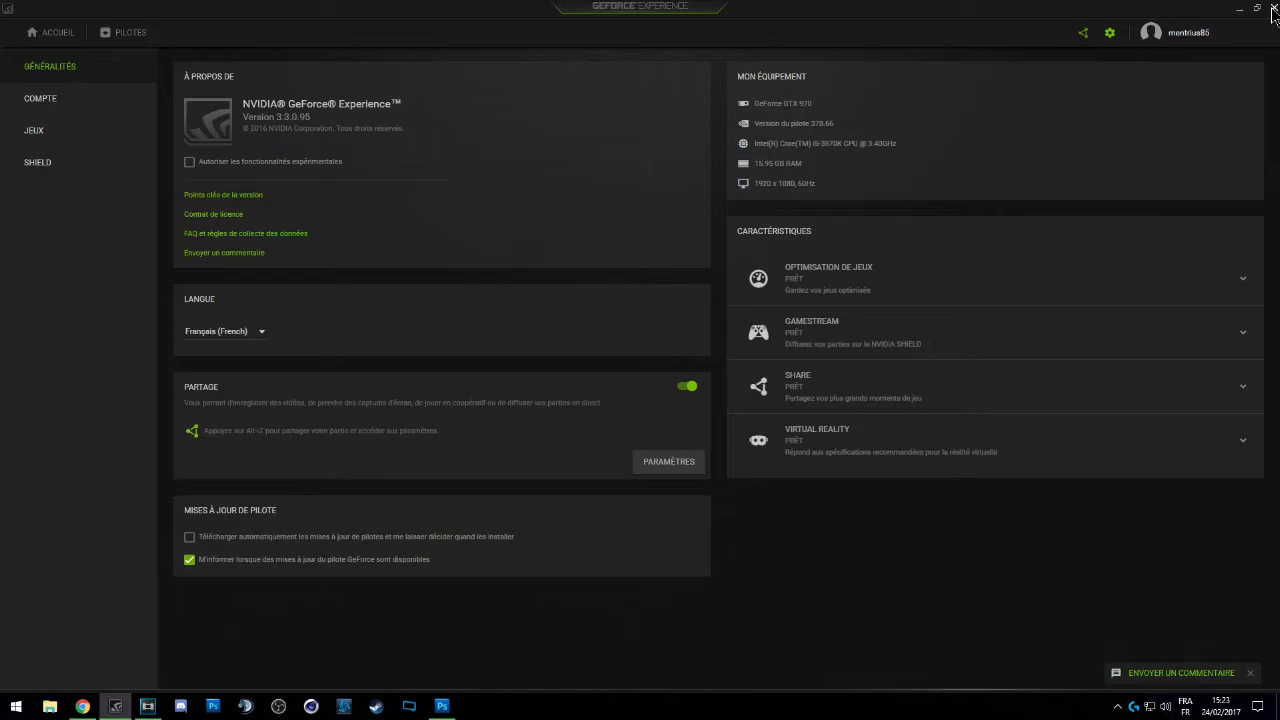 GEFORCE EXPERIENCE
ACCUEIL
PILOTES
mentrius85
GÉNÉRALITÉS
COMPTE
JEUX
SHIELD
À PROPOS DE
NVIDIA® GeForce® Experience™
Version 3.3.0.95
© 2016 NVIDIA Corporation. Tous droits réservés.
Autoriser les fonctionnalités expérimentales
Points clés de la version
Contrat de licence
FAQ et règles de collecte des données
Envoyer un commentaire
LANGUE
Français (French)
PARTAGE
Vous permet d'enregistrer des vidéos, de prendre des captures d'écran, de jouer en coopératif ou de diffuser vos parties en direct
Appuyez sur Alt+Z pour partager votre partie et accéder aux paramètres.
PARAMÈTRES
MISES À JOUR DE PILOTE
Télécharger automatiquement les mises à jour de pilotes et me laisser décider quand les installer
M'informer lorsque des mises à jour du pilote GeForce sont disponibles
MON ÉQUIPEMENT
GeForce GTX 970
Version du pilote 378.66
Intel(R) Core(TM) i5-3570K CPU @ 3.40GHz
15.95 GB RAM
1920 x 1080, 60Hz
CARACTÉRISTIQUES
OPTIMISATION DE JEUX
PRÊT
Gardez vos jeux optimisés
GAMESTREAM
PRÊT
Diffusez vos parties sur le NVIDIA SHIELD
SHARE
PRÊT
Partagez vos plus grands moments de jeu
VIRTUAL REALITY
PRÊT
Répond aux spécifications recommandées pour la réalité virtuelle
ENVOYER UN COMMENTAIRE
FRA
FR
15:23
24/02/2017